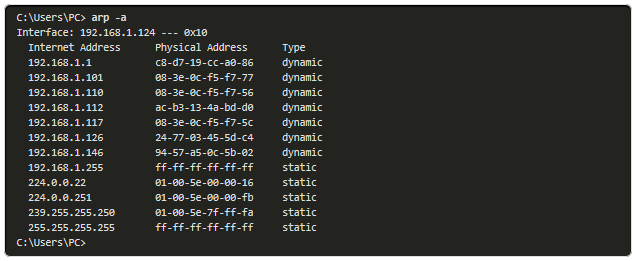 C:\Users\PC> arp -a
Interface: 192.168.1.124 --- 0x10
Internet Address Physical Address Type
192.168.1.1 c8-d7-19-cc-a0-86 dynamic
192.168.1.101 08-3e-0c-f5-f7-77 dynamic
192.168.1.110 08-3e-0c-f5-f7-56 dynamic
192.168.1.112 ac-b3-13-4a-bd-d0 dynamic
192.168.1.117 08-3e-0c-f5-f7-5c dynamic
192.168.1.126 24-77-03-45-5d-c4 dynamic
192.168.1.146 94-57-a5-0c-5b-02 dynamic
192.168.1.255 ff-ff-ff-ff-ff-ff static
224.0.0.22 01-00-5e-00-00-16 static
224.0.0.251 01-00-5e-00-00-fb static
239.255.255.250 01-00-5e-7f-ff-fa static
255.255.255.255 ff-ff-ff-ff-ff-ff static
C:\Users\PC>